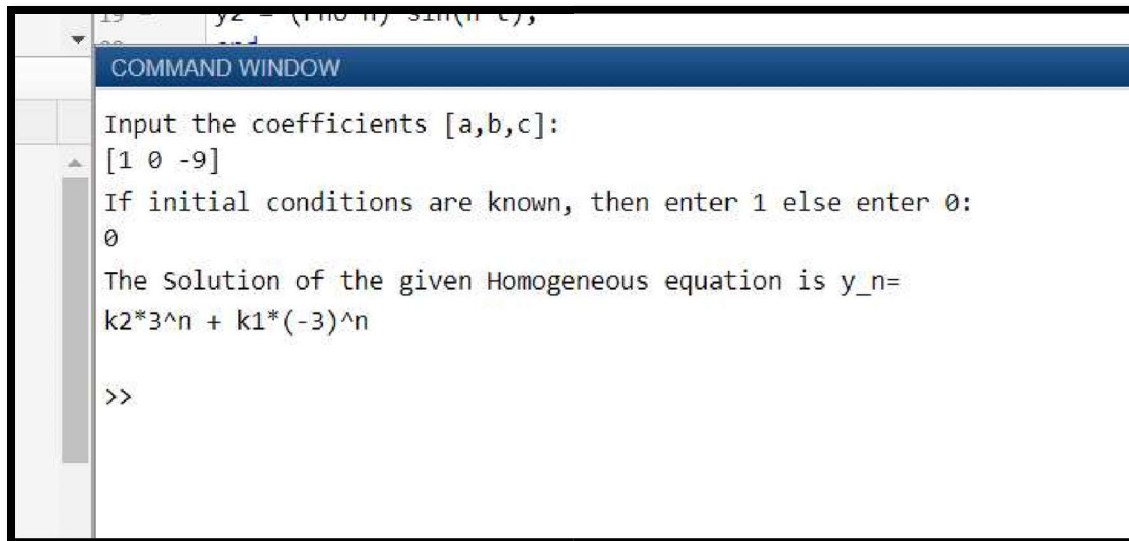 COMMAND WINDOW
Input the coefficients [a,b,c]:
[1 0 -9]
If initial conditions are known, then enter 1 else enter 0:
0
The Solution of the given Homogeneous equation is y_n=
k2*3^n + k1*(-3)^n
>>